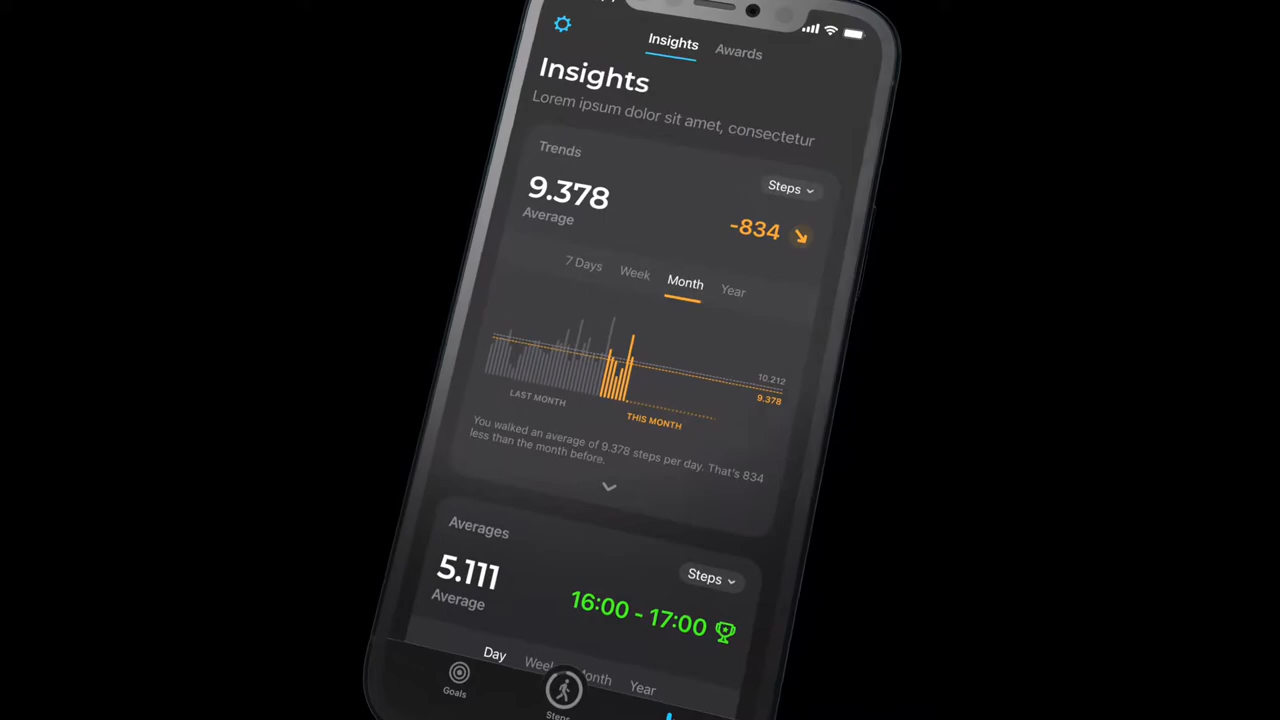 Insights Awards
Insights
Lorem ipsum dolor sit amet, consectetur
Trends
Steps
9.378
Average
-834
7 Days Week Month Year
10.212
9.378
LAST MONTH
THIS MONTH
You walked an average of 9.378 steps per day. That's 834
less than the month before.
Averages
Steps
5.111
Average
16:00 - 17:00
Day Week Month Year
Goals
Steps